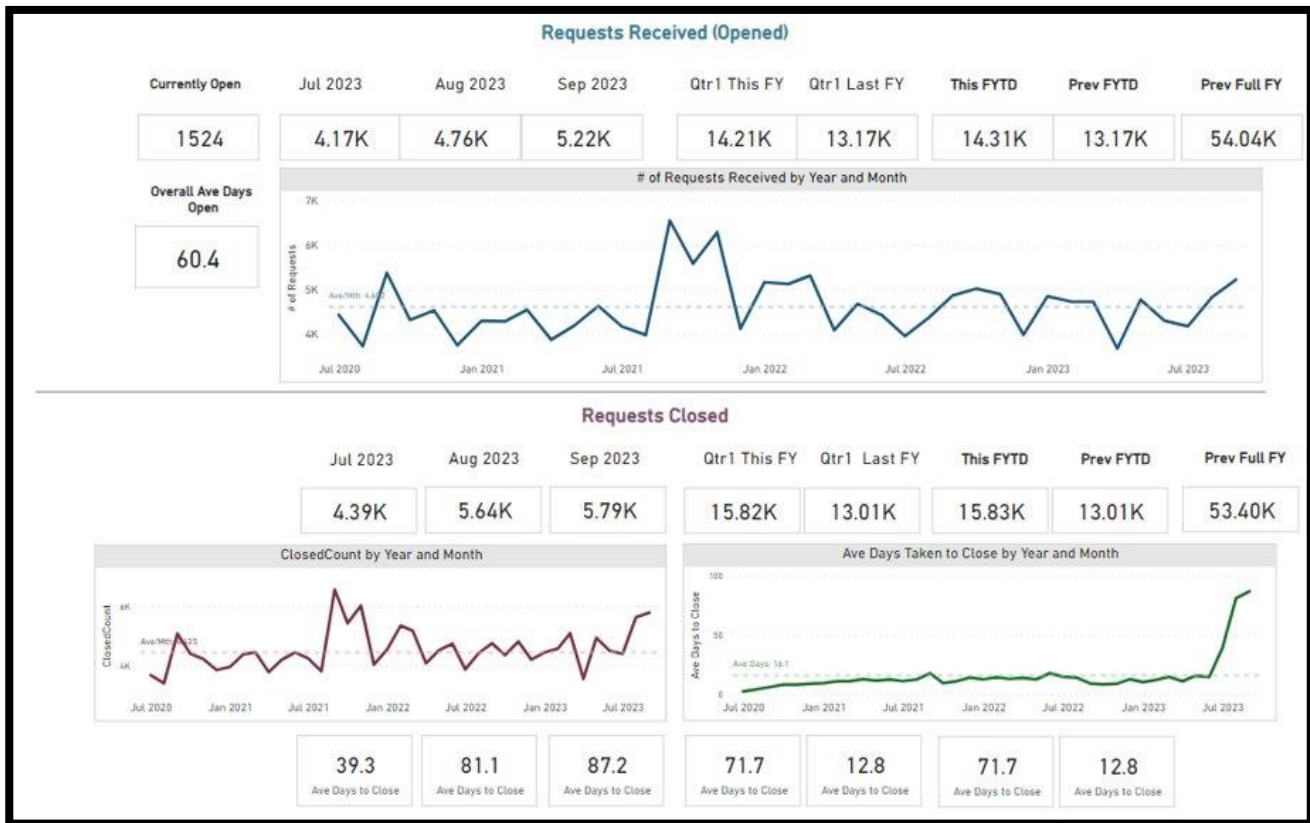 Requests Received (Opened)
Currently Open Jul 2023 Aug 2023 Sep 2023 Qtr1 This FY Qtr1 Last FY This FYTD Prev FYTD Prev Full FY
1524 4.17K 4.76K 5.22K 14.21K 13.17K 14.31K 13.17K 54.04K
Overall Ave Days
Open
60.4
# of Requests Received by Year and Month
# of Requests
7K
6K
5K
4K
Ave/Mth:
Jul 2020 Jan 2021 Jul 2021 Jan 2022 Jul 2022 Jan 2023 Jul 2023
Requests Closed
Jul 2023 Aug 2023 Sep 2023 Qtr1 This FY Qtr1 Last FY This FYTD Prev FYTD Prev Full FY
4.39K 5.64K 5.79K 15.82K 13.01K 15.83K 13.01K 53.40K
ClosedCount by Year and Month
ClosedCount
6K
4K
Ave/Mth:
Jul 2020 Jan 2021 Jul 2021 Jan 2022 Jul 2022 Jan 2023 Jul 2023
Ave Days Taken to Close by Year and Month
Ave Days to Close
100
50
0
Ave Days: 16.1
Jul 2020 Jan 2021 Jul 2021 Jan 2022 Jul 2022 Jan 2023 Jul 2023
39.3 81.1 87.2 71.7 12.8 71.7 12.8
Ave Days to Close Ave Days to Close Ave Days to Close Ave Days to Close Ave Days to Close Ave Days to Close Ave Days to Close